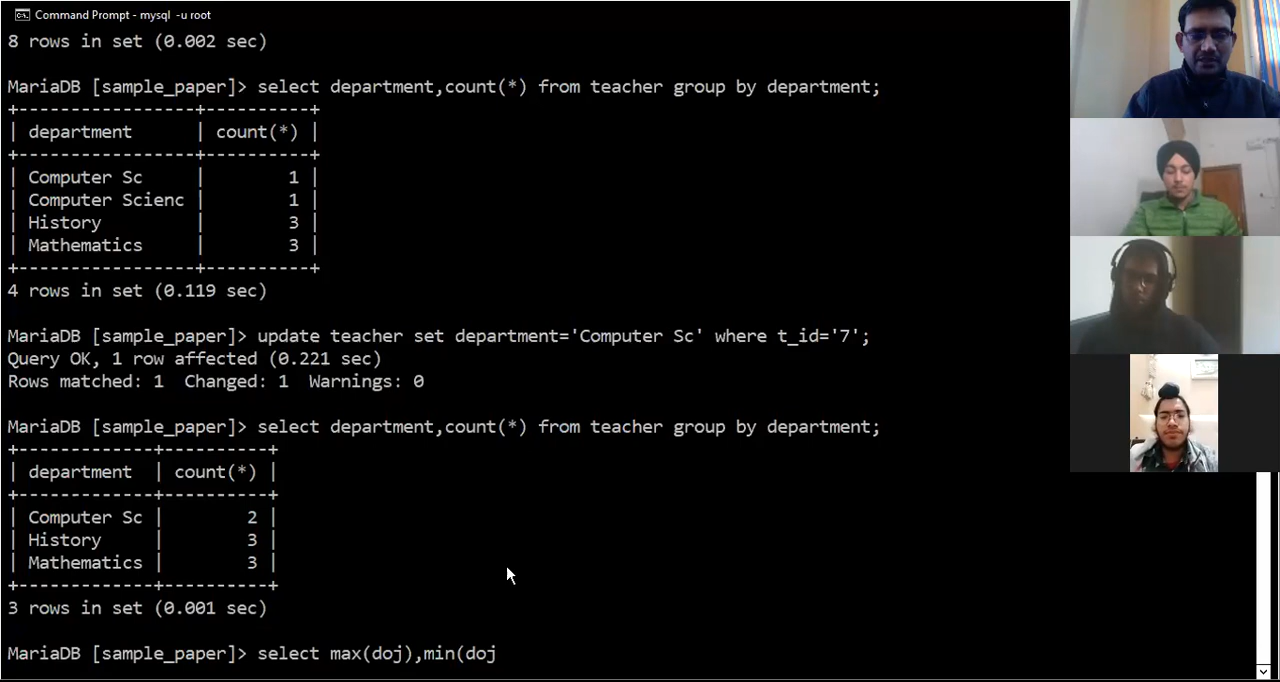 Command Prompt - mysql -u root
8 rows in set (0.002 sec)
MariaDB [sample_paper]> select department,count(*) from teacher group by department;
+-----------------+----------+
| department      | count(*) |
+-----------------+----------+
| Computer Sc     |        1 |
| Computer Scienc |        1 |
| History         |        3 |
| Mathematics     |        3 |
+-----------------+----------+
4 rows in set (0.119 sec)
MariaDB [sample_paper]> update teacher set department='Computer Sc' where t_id='7';
Query OK, 1 row affected (0.221 sec)
Rows matched: 1  Changed: 1  Warnings: 0
MariaDB [sample_paper]> select department,count(*) from teacher group by department;
+-------------+----------+
| department  | count(*) |
+-------------+----------+
| Computer Sc |        2 |
| History     |        3 |
| Mathematics |        3 |
+-------------+----------+
3 rows in set (0.001 sec)
MariaDB [sample_paper]> select max(doj),min(doj